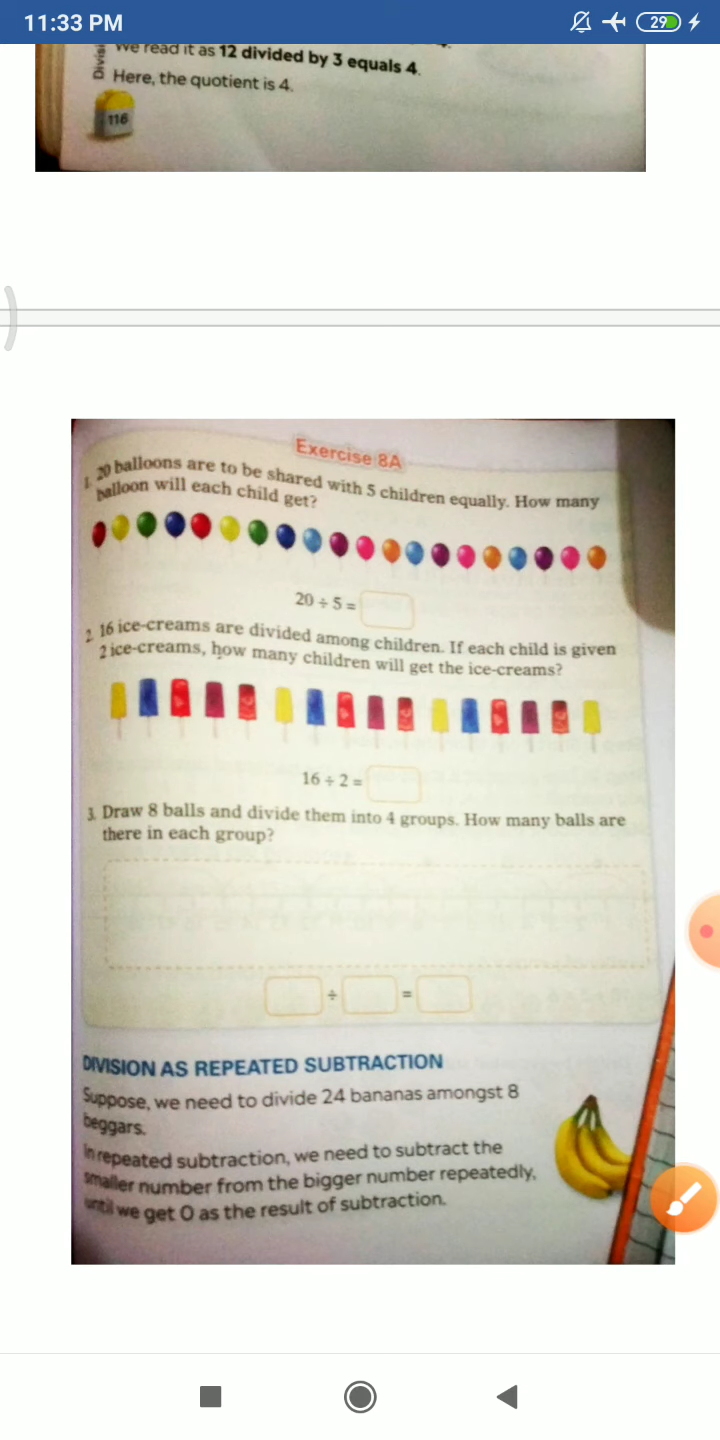 11:33 PM
29
Divisi
We read it as 12 divided by 3 equals 4.
Here, the quotient is 4.
116
Exercise 8A
1. 20 balloons are to be shared with 5 children equally. How many
balloon will each child get?
20 ÷ 5 =
2. 16 ice-creams are divided among children. If each child is given
2 ice-creams, how many children will get the ice-creams?
16 ÷ 2 =
3. Draw 8 balls and divide them into 4 groups. How many balls are
there in each group?
÷ =
DIVISION AS REPEATED SUBTRACTION
Suppose, we need to divide 24 bananas amongst 8
beggars.
In repeated subtraction, we need to subtract the
smaller number from the bigger number repeatedly,
until we get 0 as the result of subtraction.